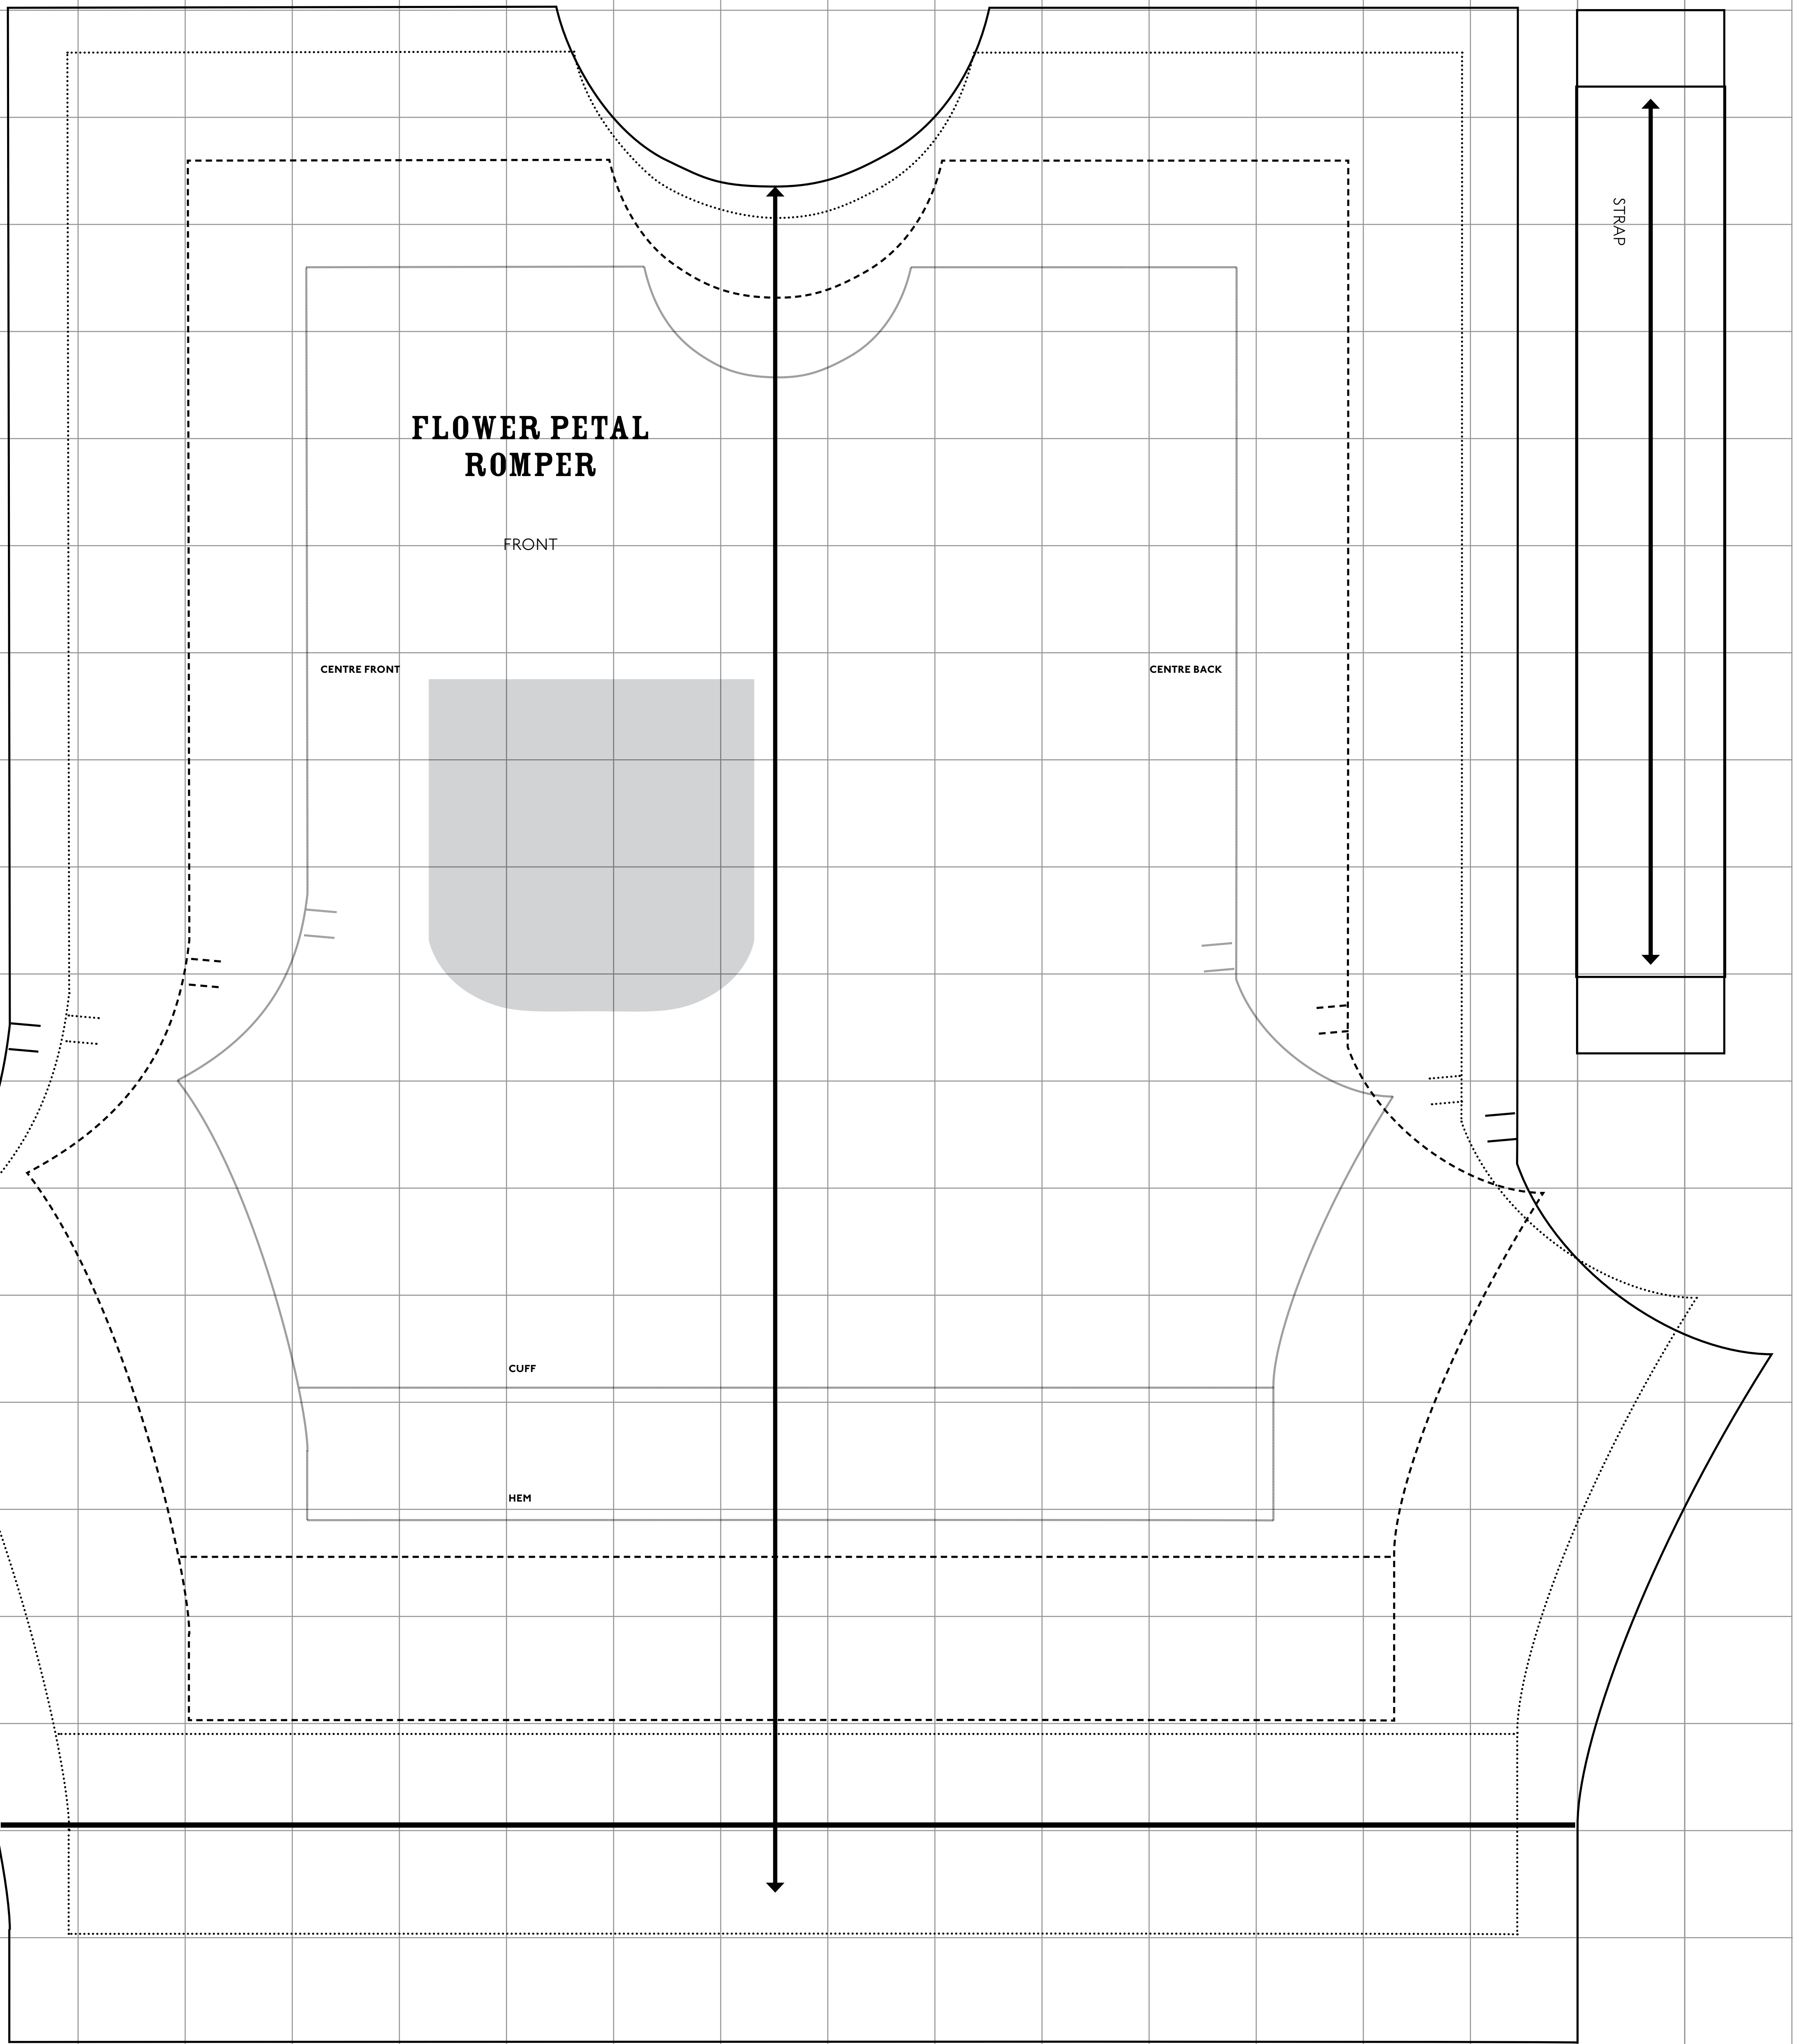 STRAP
FLOWER PETAL
ROMPER
FRONT
CENTRE FRONT
CENTRE BACK
CUFF
HEM